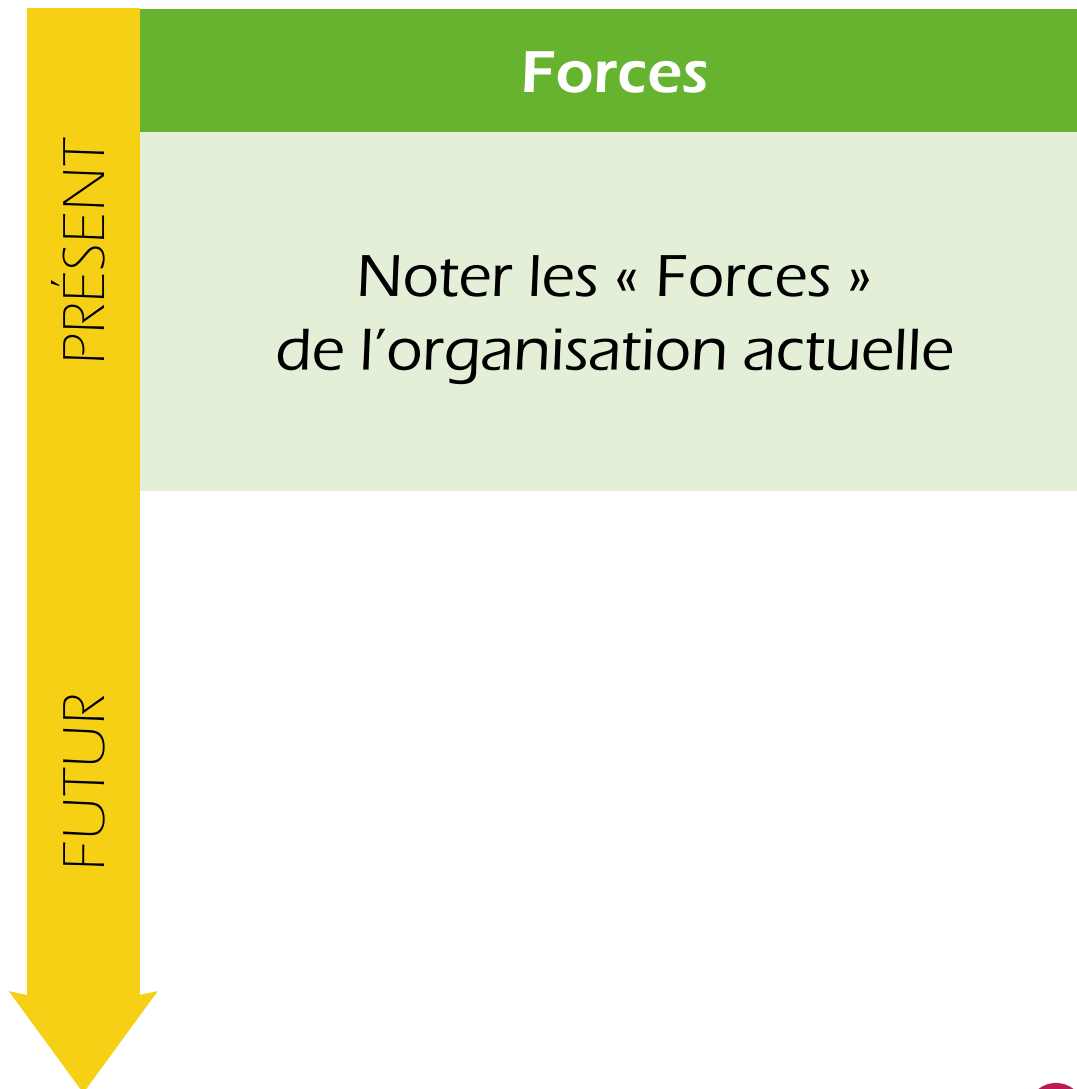 Forces
PRÉSENT
Noter les « Forces »
de l’organisation actuelle
FUTUR